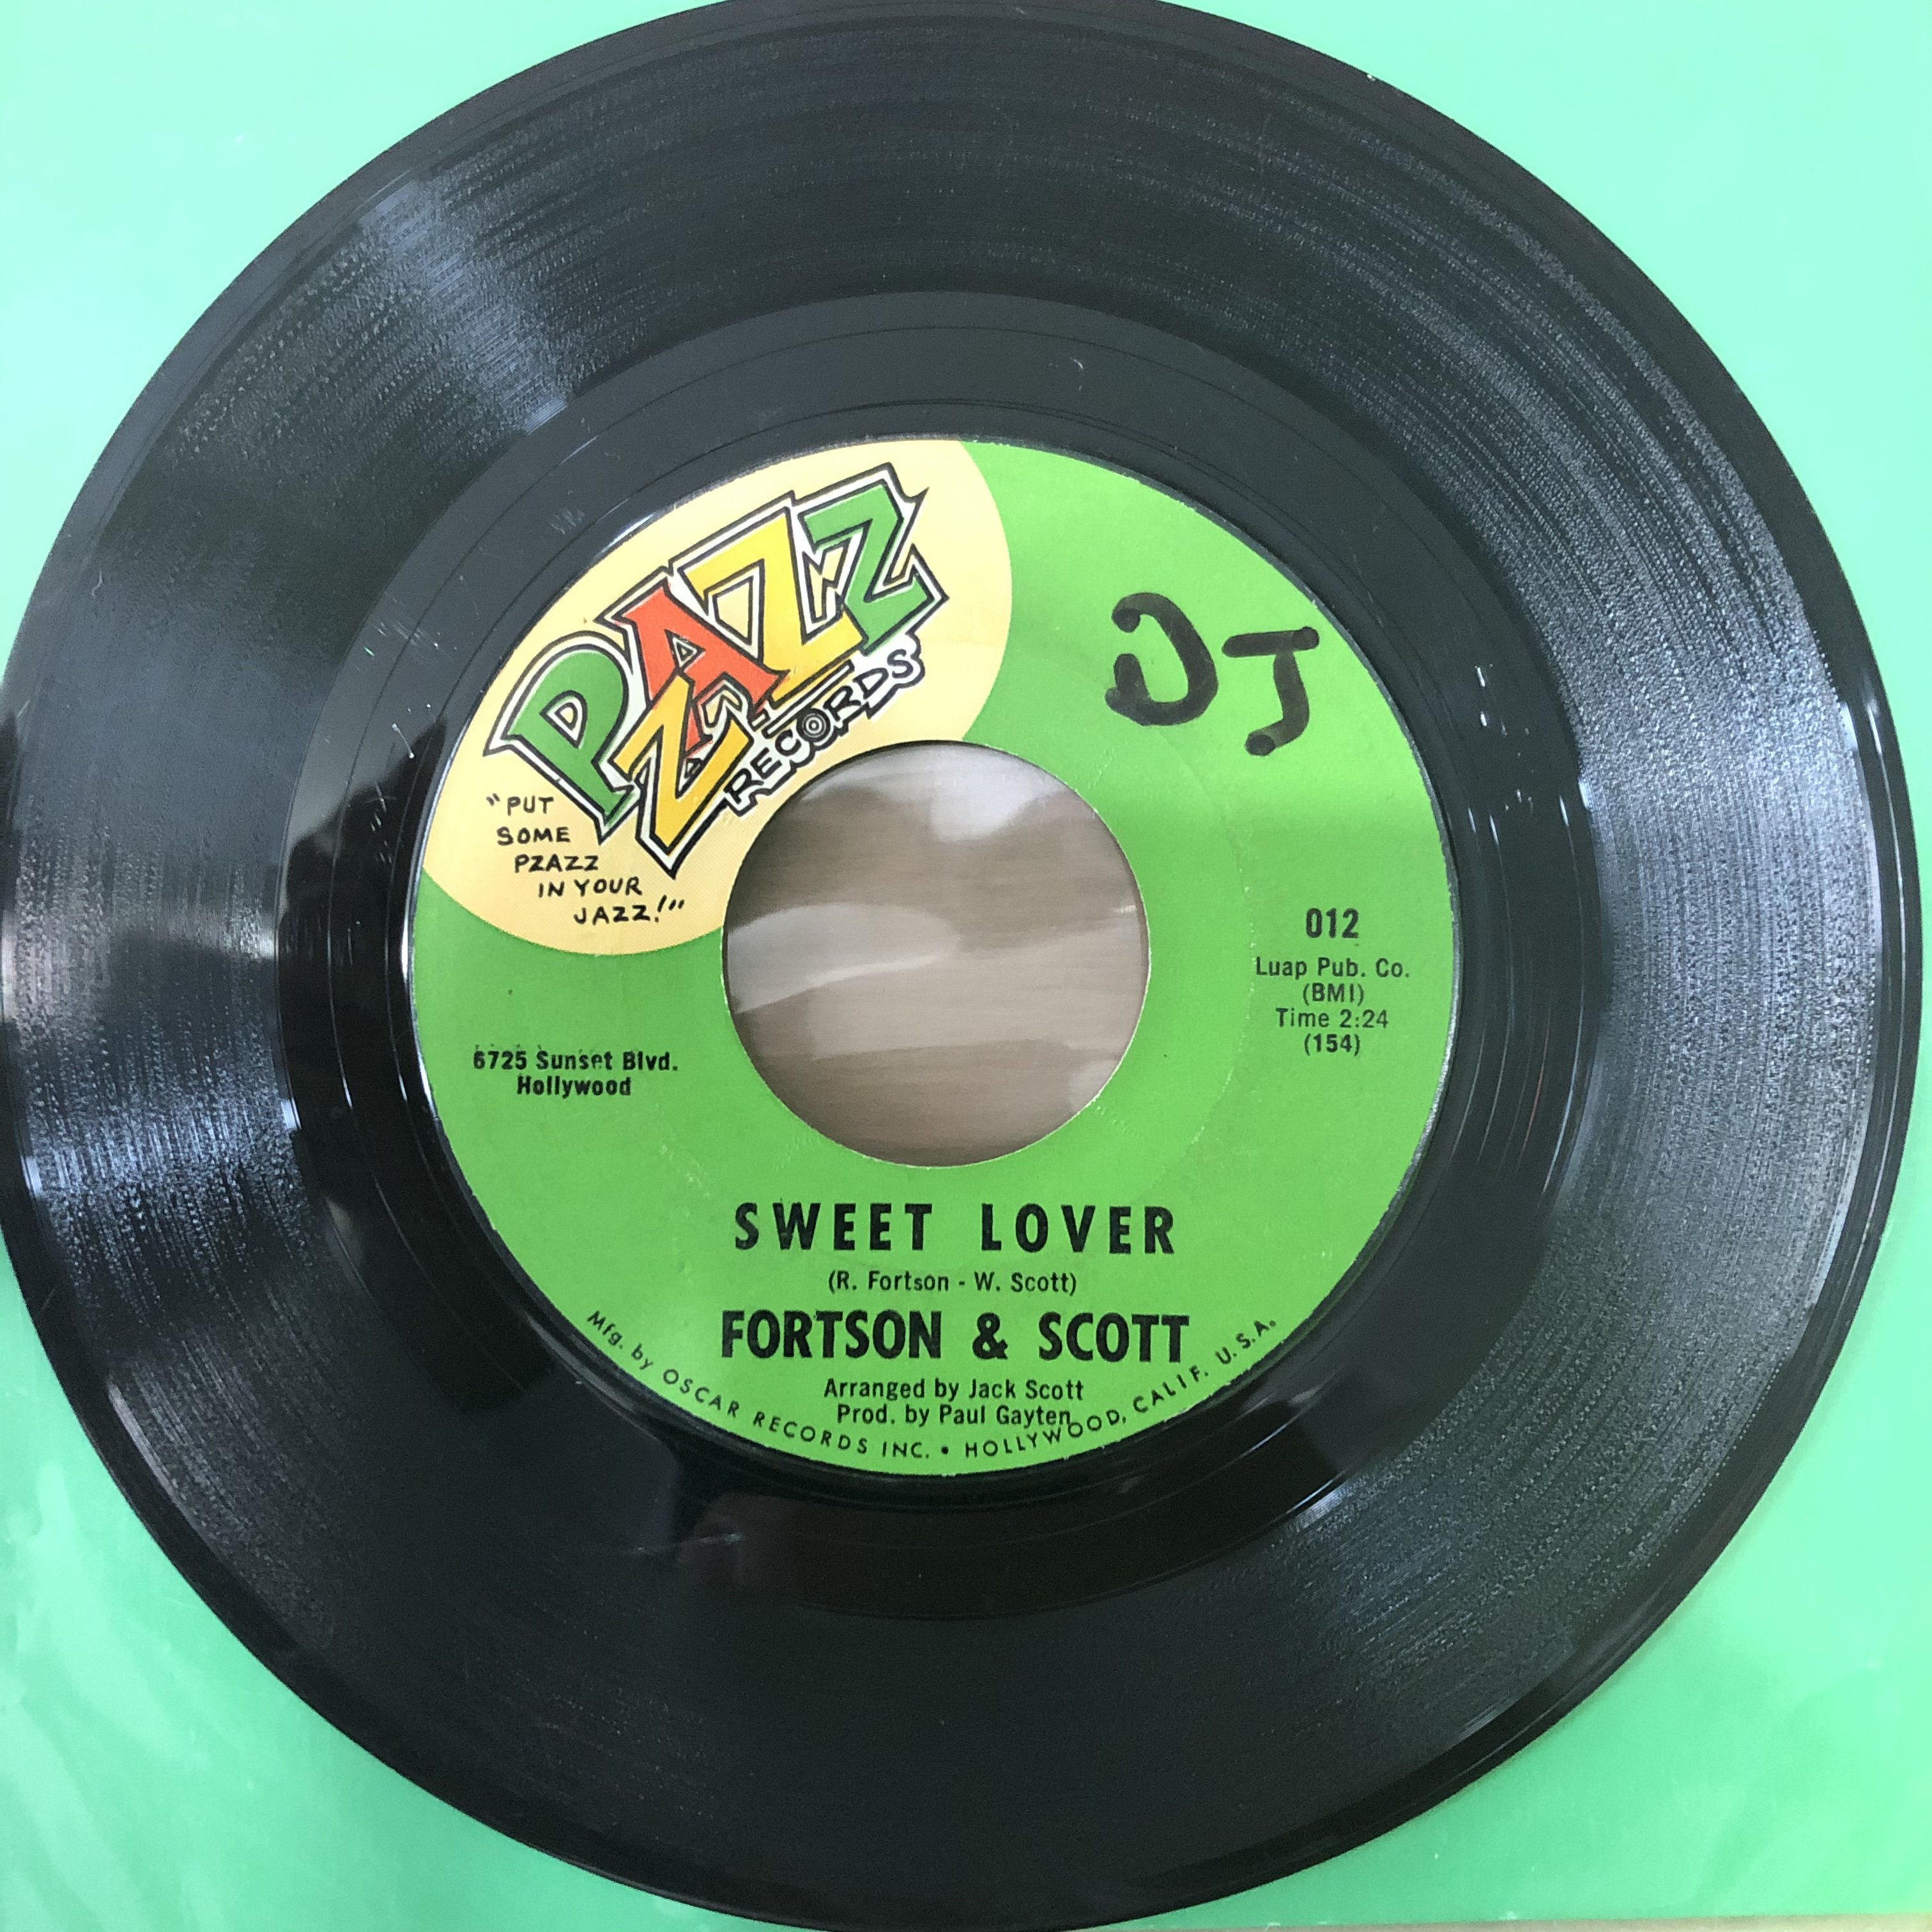 PZAZZ
RECORDS
"PUT
SOME
PZAZZ
IN YOUR
JAZZ!"
DJ
012
Luap Pub. Co.
(BMI)
Time 2:24
(154)
6725 Sunset Blvd.
Hollywood
SWEET LOVER
(R. Fortson - W. Scott)
FORTSON & SCOTT
Arranged by Jack Scott
Prod. by Paul Gayten
Mfg. by OSCAR RECORDS INC. • HOLLYWOOD, CALIF. U.S.A.